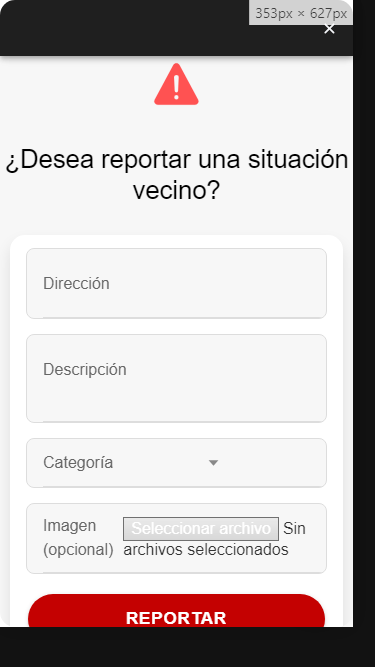 353px × 627px
×
¿Desea reportar una situación
vecino?
Dirección
Descripción
Categoría
Imagen
(opcional)
Seleccionar archivo Sin
archivos seleccionados
REPORTAR